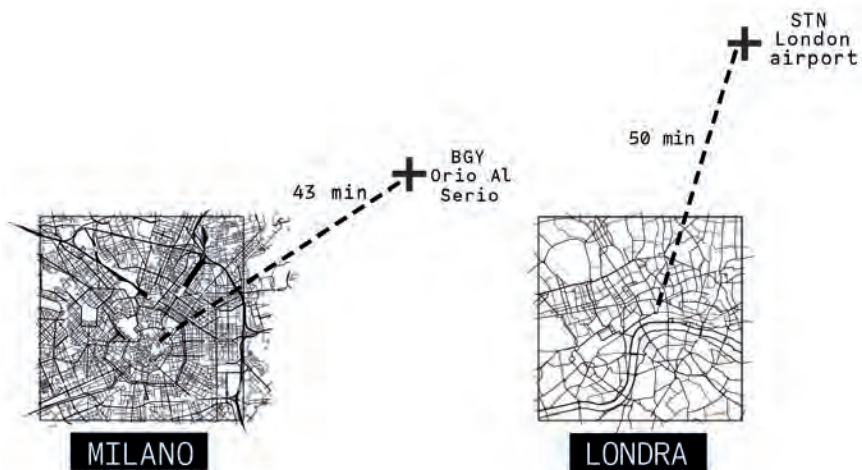 STN
London
airport
50 min
BGY
Orio Al
Serio
43 min
MILANO
LONDRA